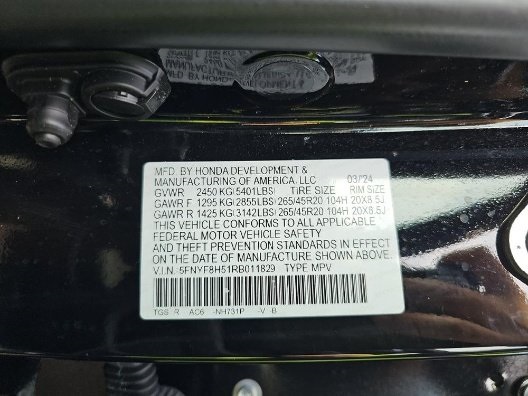 MFD. BY HONDA DEVELOPMENT &
MANUFACTURING OF AMERICA, LLC 03/24
GVWR 2450 KG(5401LBS) TIRE SIZE RIM SIZE
GAWR F 1295 KG(2855LBS) 265/45R20 104H 20X8.5J
GAWR R 1425 KG(3142LBS) 265/45R20 104H 20X8.5J
THIS VEHICLE CONFORMS TO ALL APPLICABLE
FEDERAL MOTOR VEHICLE SAFETY
AND THEFT PREVENTION STANDARDS IN EFFECT
ON THE DATE OF MANUFACTURE SHOWN ABOVE.
V.I.N. 5FNYF8H51RB011829 TYPE MPV
TGS R AC6 -NH731P -V -B